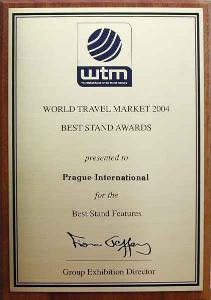 wtm
WORLD TRAVEL MARKET 2004
BEST STAND AWARDS
presented to
Prague International
for the
Best Stand Features
Group Exhibition Director